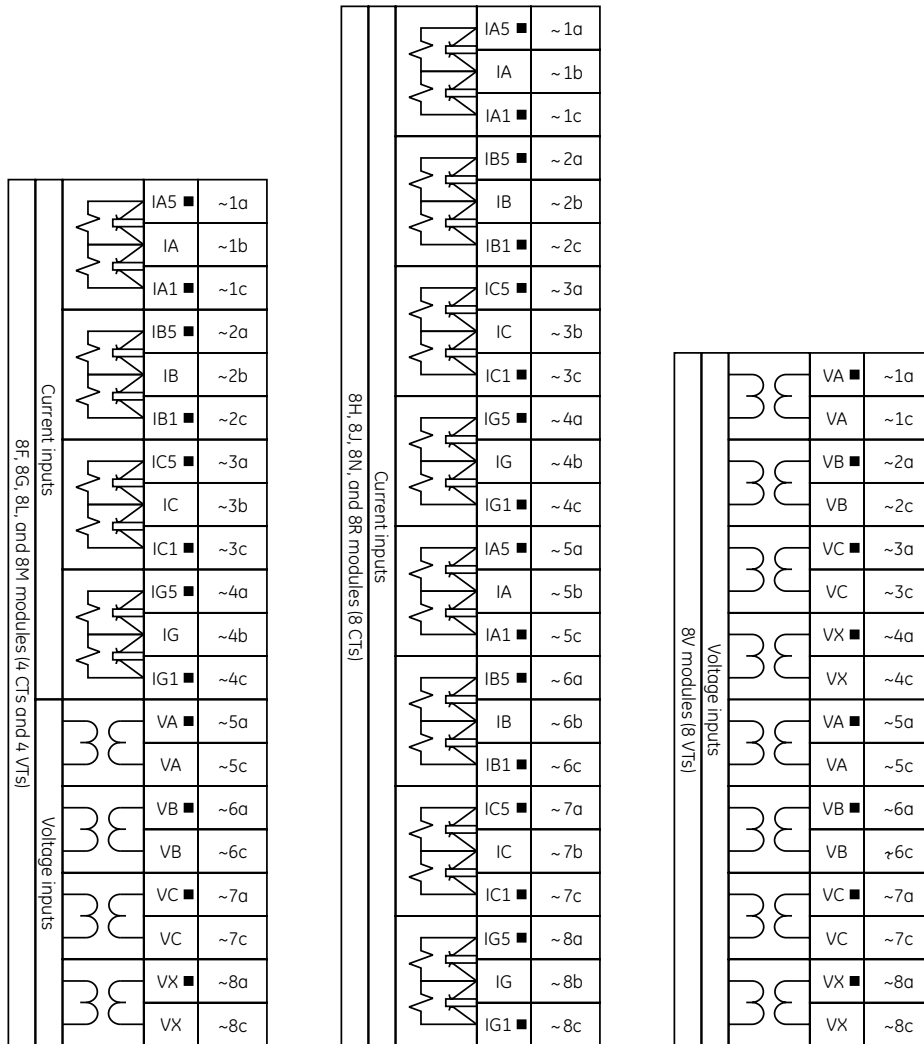 8F, 8G, 8L, and 8M modules (4 CTs and 4 VTs)
Current inputs
IA5 ■ ~1a
IA ~1b
IA1 ■ ~1c
IB5 ■ ~2a
IB ~2b
IB1 ■ ~2c
IC5 ■ ~3a
IC ~3b
IC1 ■ ~3c
IG5 ■ ~4a
IG ~4b
IG1 ■ ~4c
Voltage inputs
VA ■ ~5a
VA ~5c
VB ■ ~6a
VB ~6c
VC ■ ~7a
VC ~7c
VX ■ ~8a
VX ~8c
8H, 8J, 8N, and 8R modules (8 CTs)
Current inputs
IA5 ■ ~1a
IA ~1b
IA1 ■ ~1c
IB5 ■ ~2a
IB ~2b
IB1 ■ ~2c
IC5 ■ ~3a
IC ~3b
IC1 ■ ~3c
IG5 ■ ~4a
IG ~4b
IG1 ■ ~4c
IA5 ■ ~5a
IA ~5b
IA1 ■ ~5c
IB5 ■ ~6a
IB ~6b
IB1 ■ ~6c
IC5 ■ ~7a
IC ~7b
IC1 ■ ~7c
IG5 ■ ~8a
IG ~8b
IG1 ■ ~8c
8V modules (8 VTs)
Voltage inputs
VA ■ ~1a
VA ~1c
VB ■ ~2a
VB ~2c
VC ■ ~3a
VC ~3c
VX ■ ~4a
VX ~4c
VA ■ ~5a
VA ~5c
VB ■ ~6a
VB ~6c
VC ■ ~7a
VC ~7c
VX ■ ~8a
VX ~8c